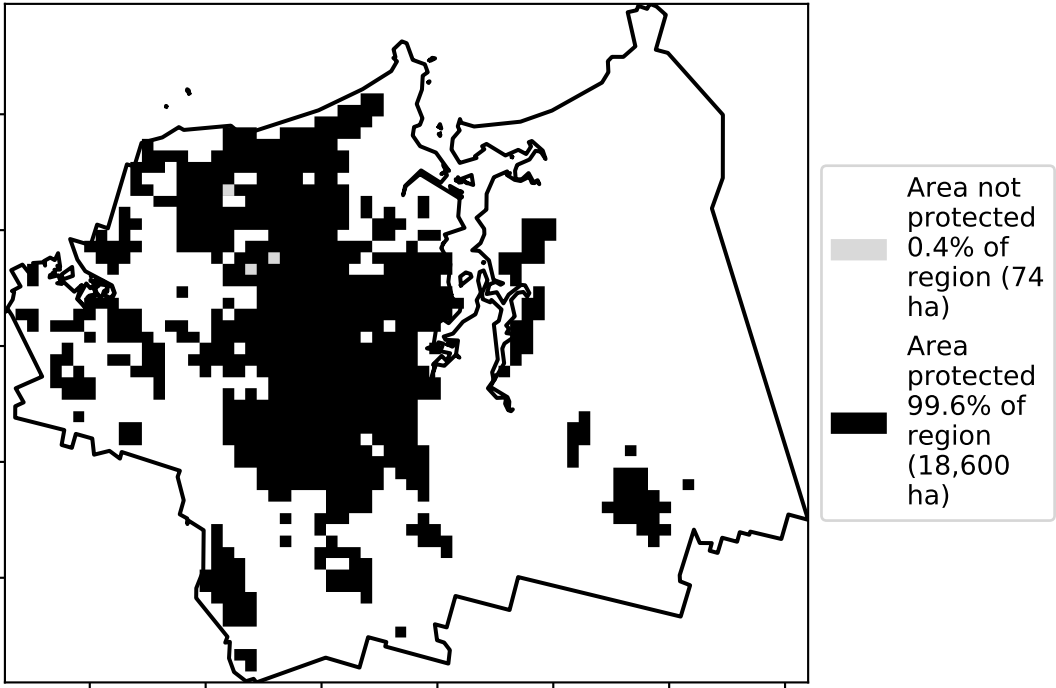 Area not
protected
0.4% of
region (74
ha)
Area
protected
99.6% of
region
(18,600
ha)